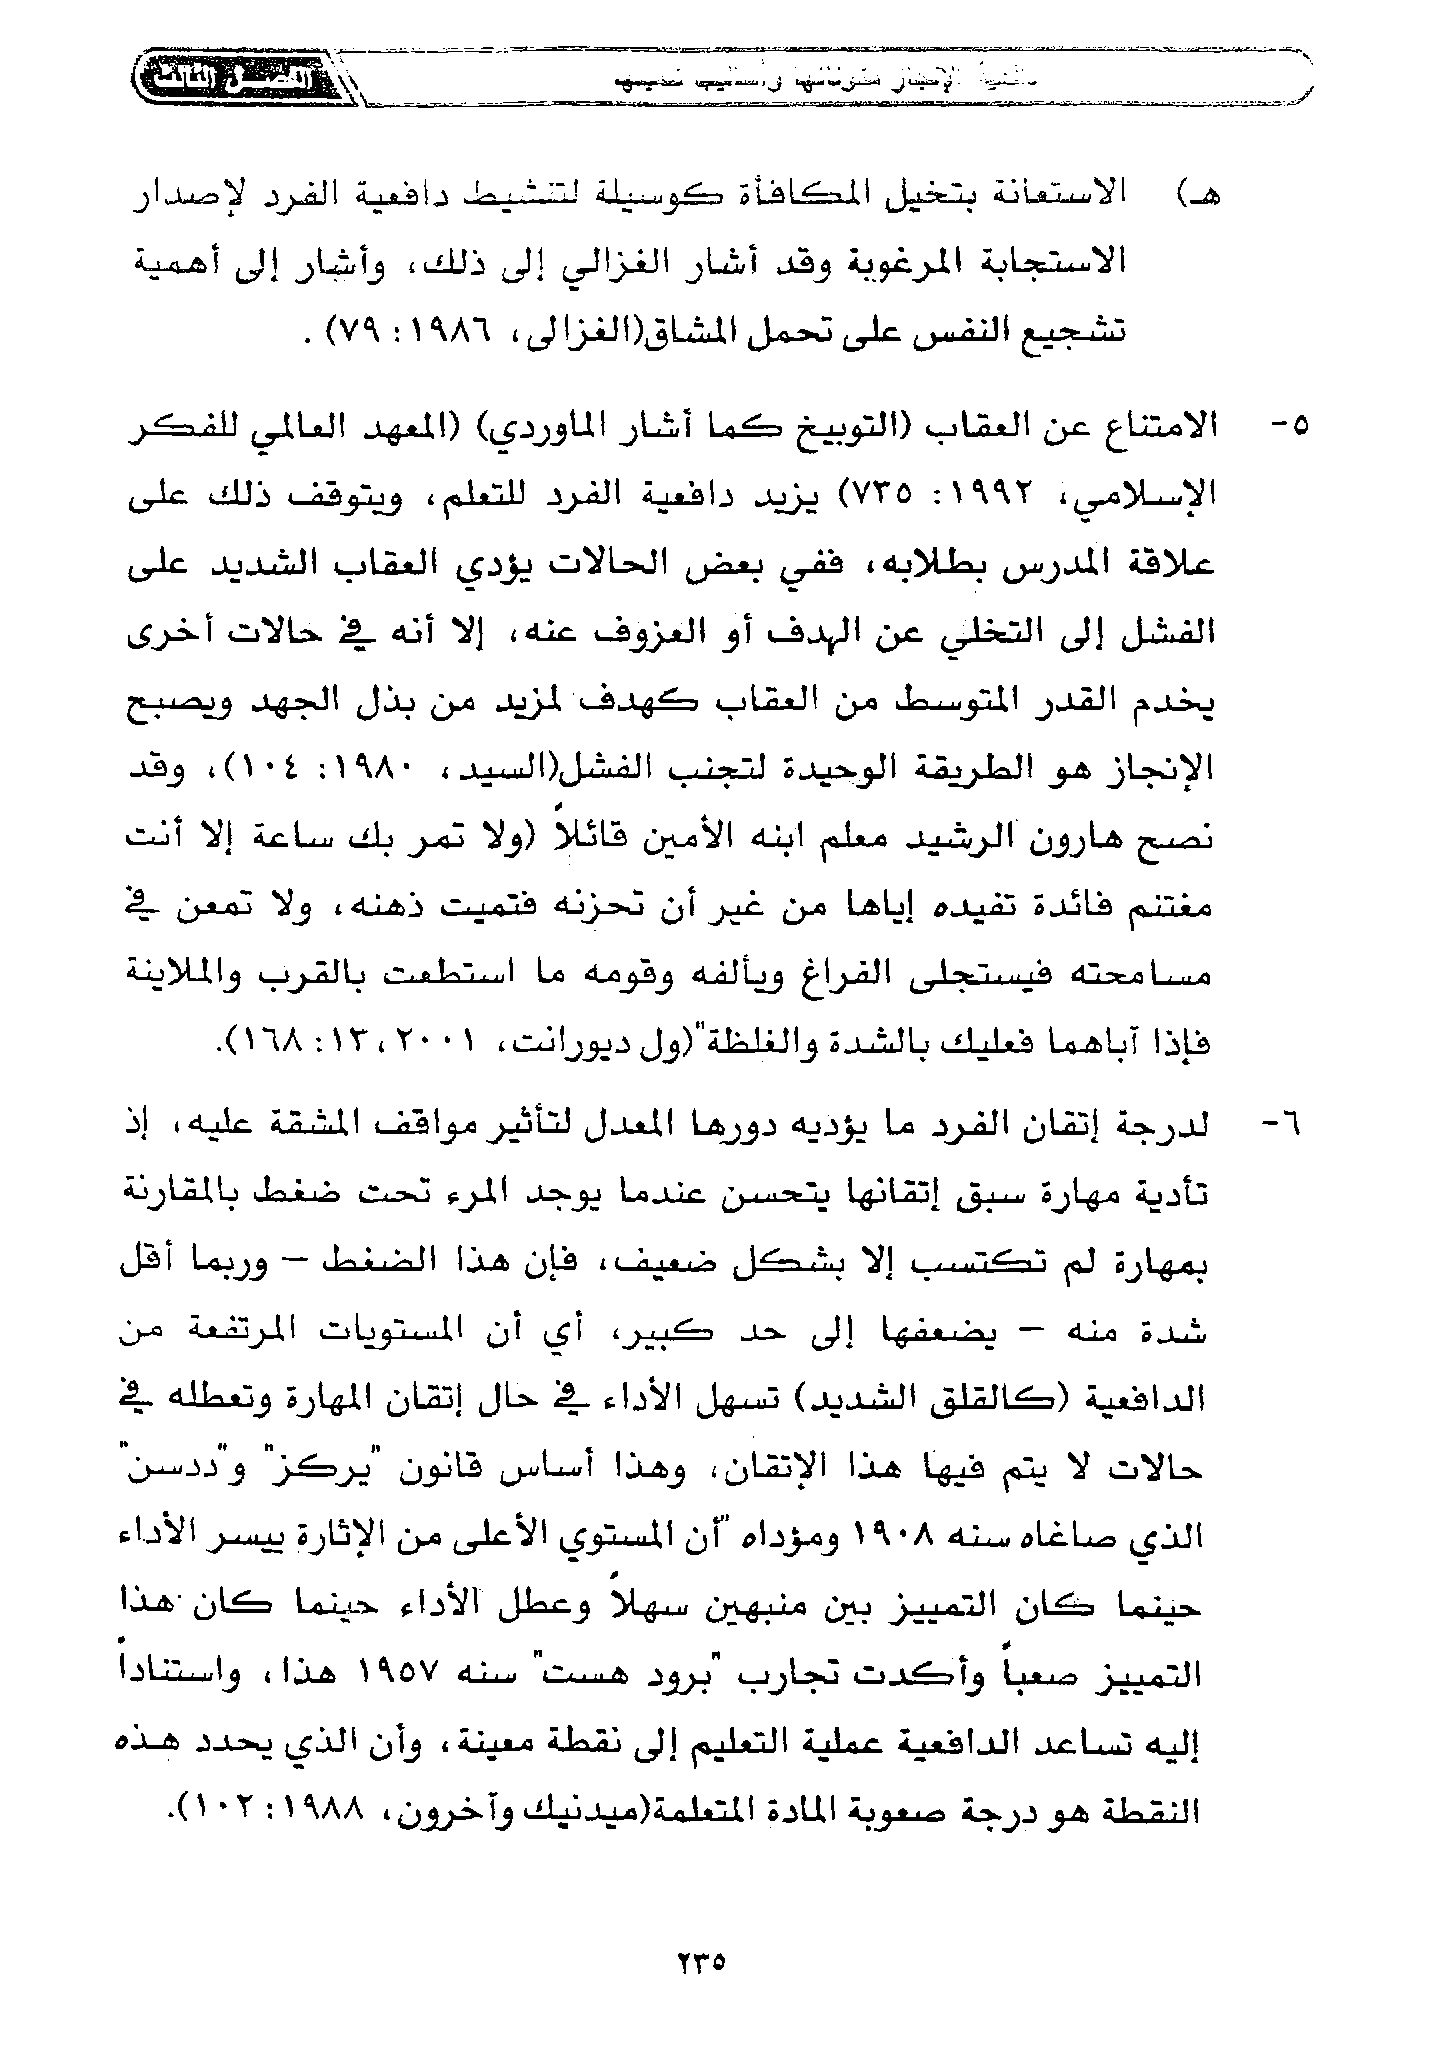 الفصل الثالث
الإنجاز مقوماتها وأساليب
هـ) الاستعانة بتخيل المكافأة كوسيلة لتنشيط دافعية الفرد لإصدار
الاستجابة المرغوبة وقد أشار الغزالي إلى ذلك، وأشار إلى أهمية
تشجيع النفس على تحمل المشاق(الغزالى، ١٩٨٦: ٧٩) .
٥- الامتناع عن العقاب (التوبيخ كما أشار الماوردي) (المعهد العالمي للفكر
الإسلامي، ١٩٩٢: ٧٣٥) يزيد دافعية الفرد للتعلم، ويتوقف ذلك على
علاقة المدرس بطلابه، ففي بعض الحالات يؤدي العقاب الشديد على
الفشل إلى التخلي عن الهدف أو العزوف عنه، إلا أنه في حالات أخرى
يخدم القدر المتوسط من العقاب كهدف لمزيد من بذل الجهد ويصبح
الإنجاز هو الطريقة الوحيدة لتجنب الفشل(السيد، ١٩٨٠: ١٠٤)، وقد
نصح هارون الرشيد معلم ابنه الأمين قائلاً (ولا تمر بك ساعة إلا أنت
مغتنم فائدة تفيده إياها من غير أن تحزنه فتميت ذهنه، ولا تمعن في
مسامحته فيستجلى الفراغ ويألفه وقومه ما استطعت بالقرب والملاينة
فإذا آباهما فعليك بالشدة والغلظة"(ول ديورانت، ٢٠٠١، ١٣: ١٦٨).
٦- لدرجة إتقان الفرد ما يؤديه دورها المعدل لتأثير مواقف المشقة عليه، إذ
تأدية مهارة سبق إتقانها يتحسن عندما يوجد المرء تحت ضغط بالمقارنة
بمهارة لم تكتسب إلا بشكل ضعيف، فإن هذا الضغط – وربما أقل
شدة منه – يضعفها إلى حد كبير، أي أن المستويات المرتفعة من
الدافعية (كالقلق الشديد) تسهل الأداء في حال إتقان المهارة وتعطله في
حالات لا يتم فيها هذا الإتقان، وهذا أساس قانون "يركز" و"ددسن"
الذي صاغاه سنه ١٩٠٨ ومؤداه "أن المستوي الأعلى من الإثارة ييسر الأداء
حينما كان التمييز بين منبهين سهلاً وعطل الأداء حينما كان هذا
التمييز صعباً وأكدت تجارب "برود هست" سنه ١٩٥٧ هذا، واستناداً
إليه تساعد الدافعية عملية التعليم إلى نقطة معينة، وأن الذي يحدد هذه
النقطة هو درجة صعوبة المادة المتعلمة(ميدنيك وآخرون، ١٩٨٨: ١٠٢).
٢٣٥